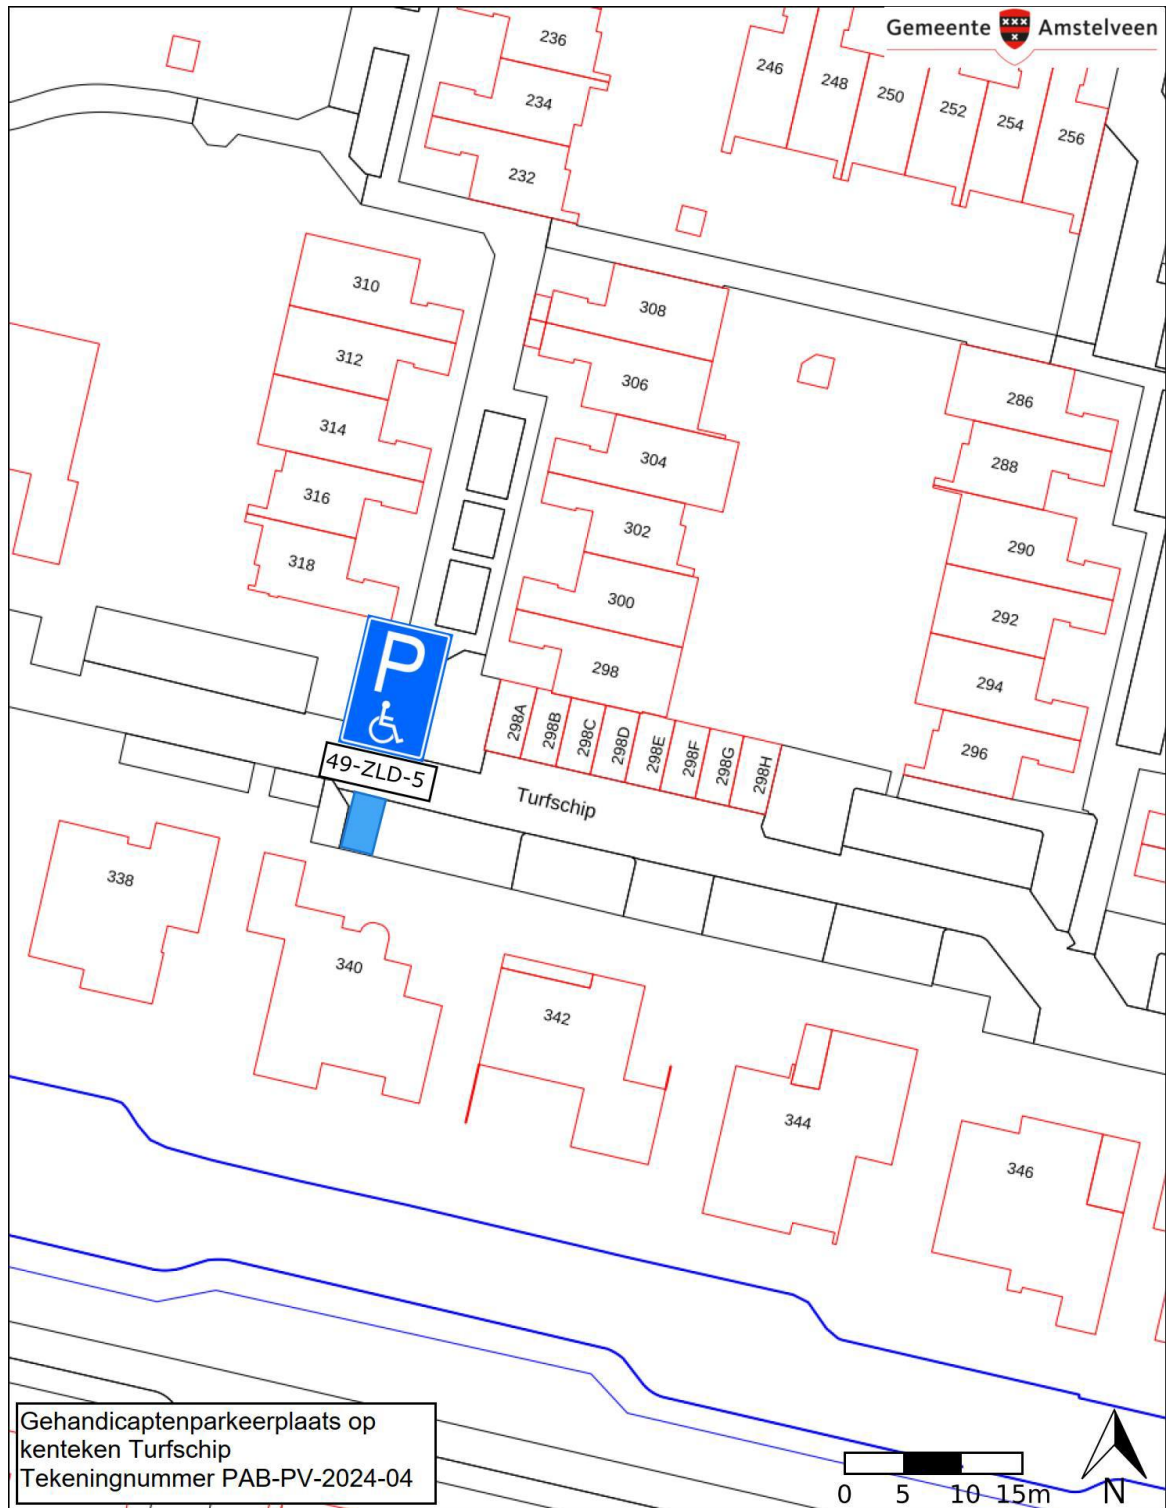 Gemeente Amstelveen
236
234
232
246
248
250
252
254
256
310
312
314
316
318
308
306
304
302
300
298
286
288
290
292
294
296
298A
298B
298C
298D
298E
298F
298G
298H
P
49-ZLD-5
Turfschip
338
340
342
344
346
Gehandicaptenparkeerplaats op
kenteken Turfschip
Tekeningnummer PAB-PV-2024-04
0 5 10 15m
N